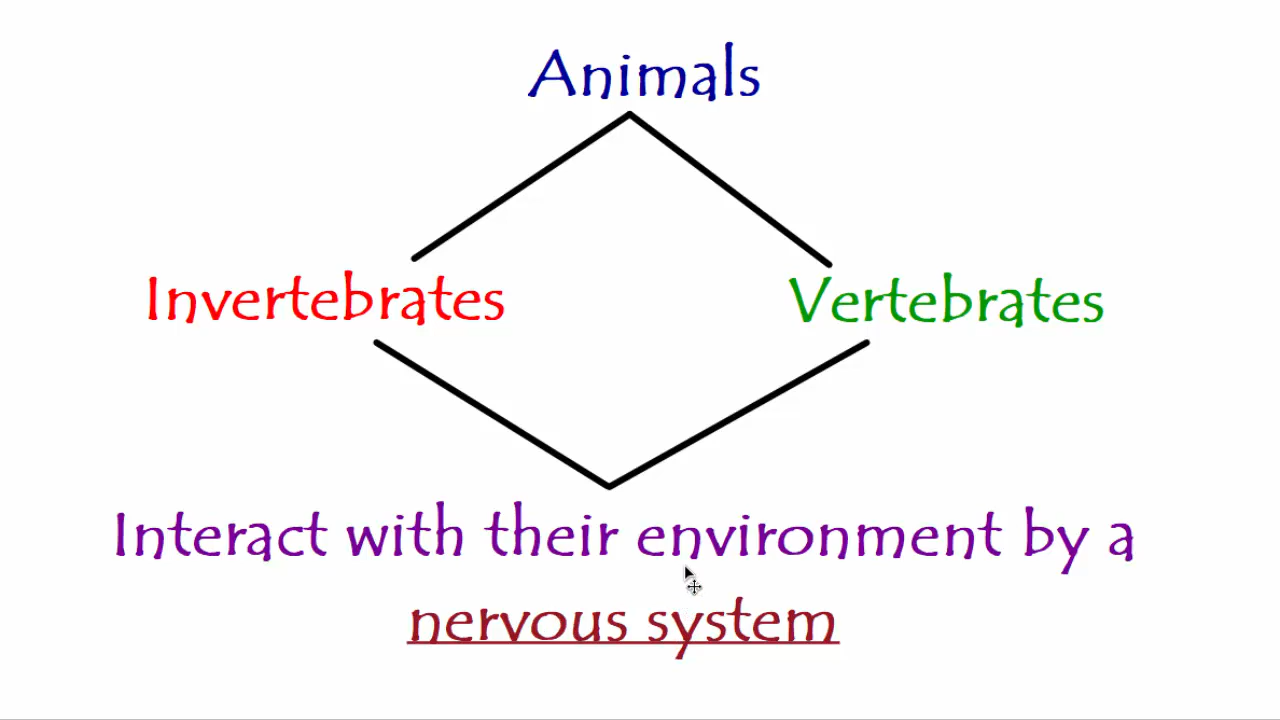 Animals
Invertebrates Vertebrates
Interact with their environment by a
nervous system